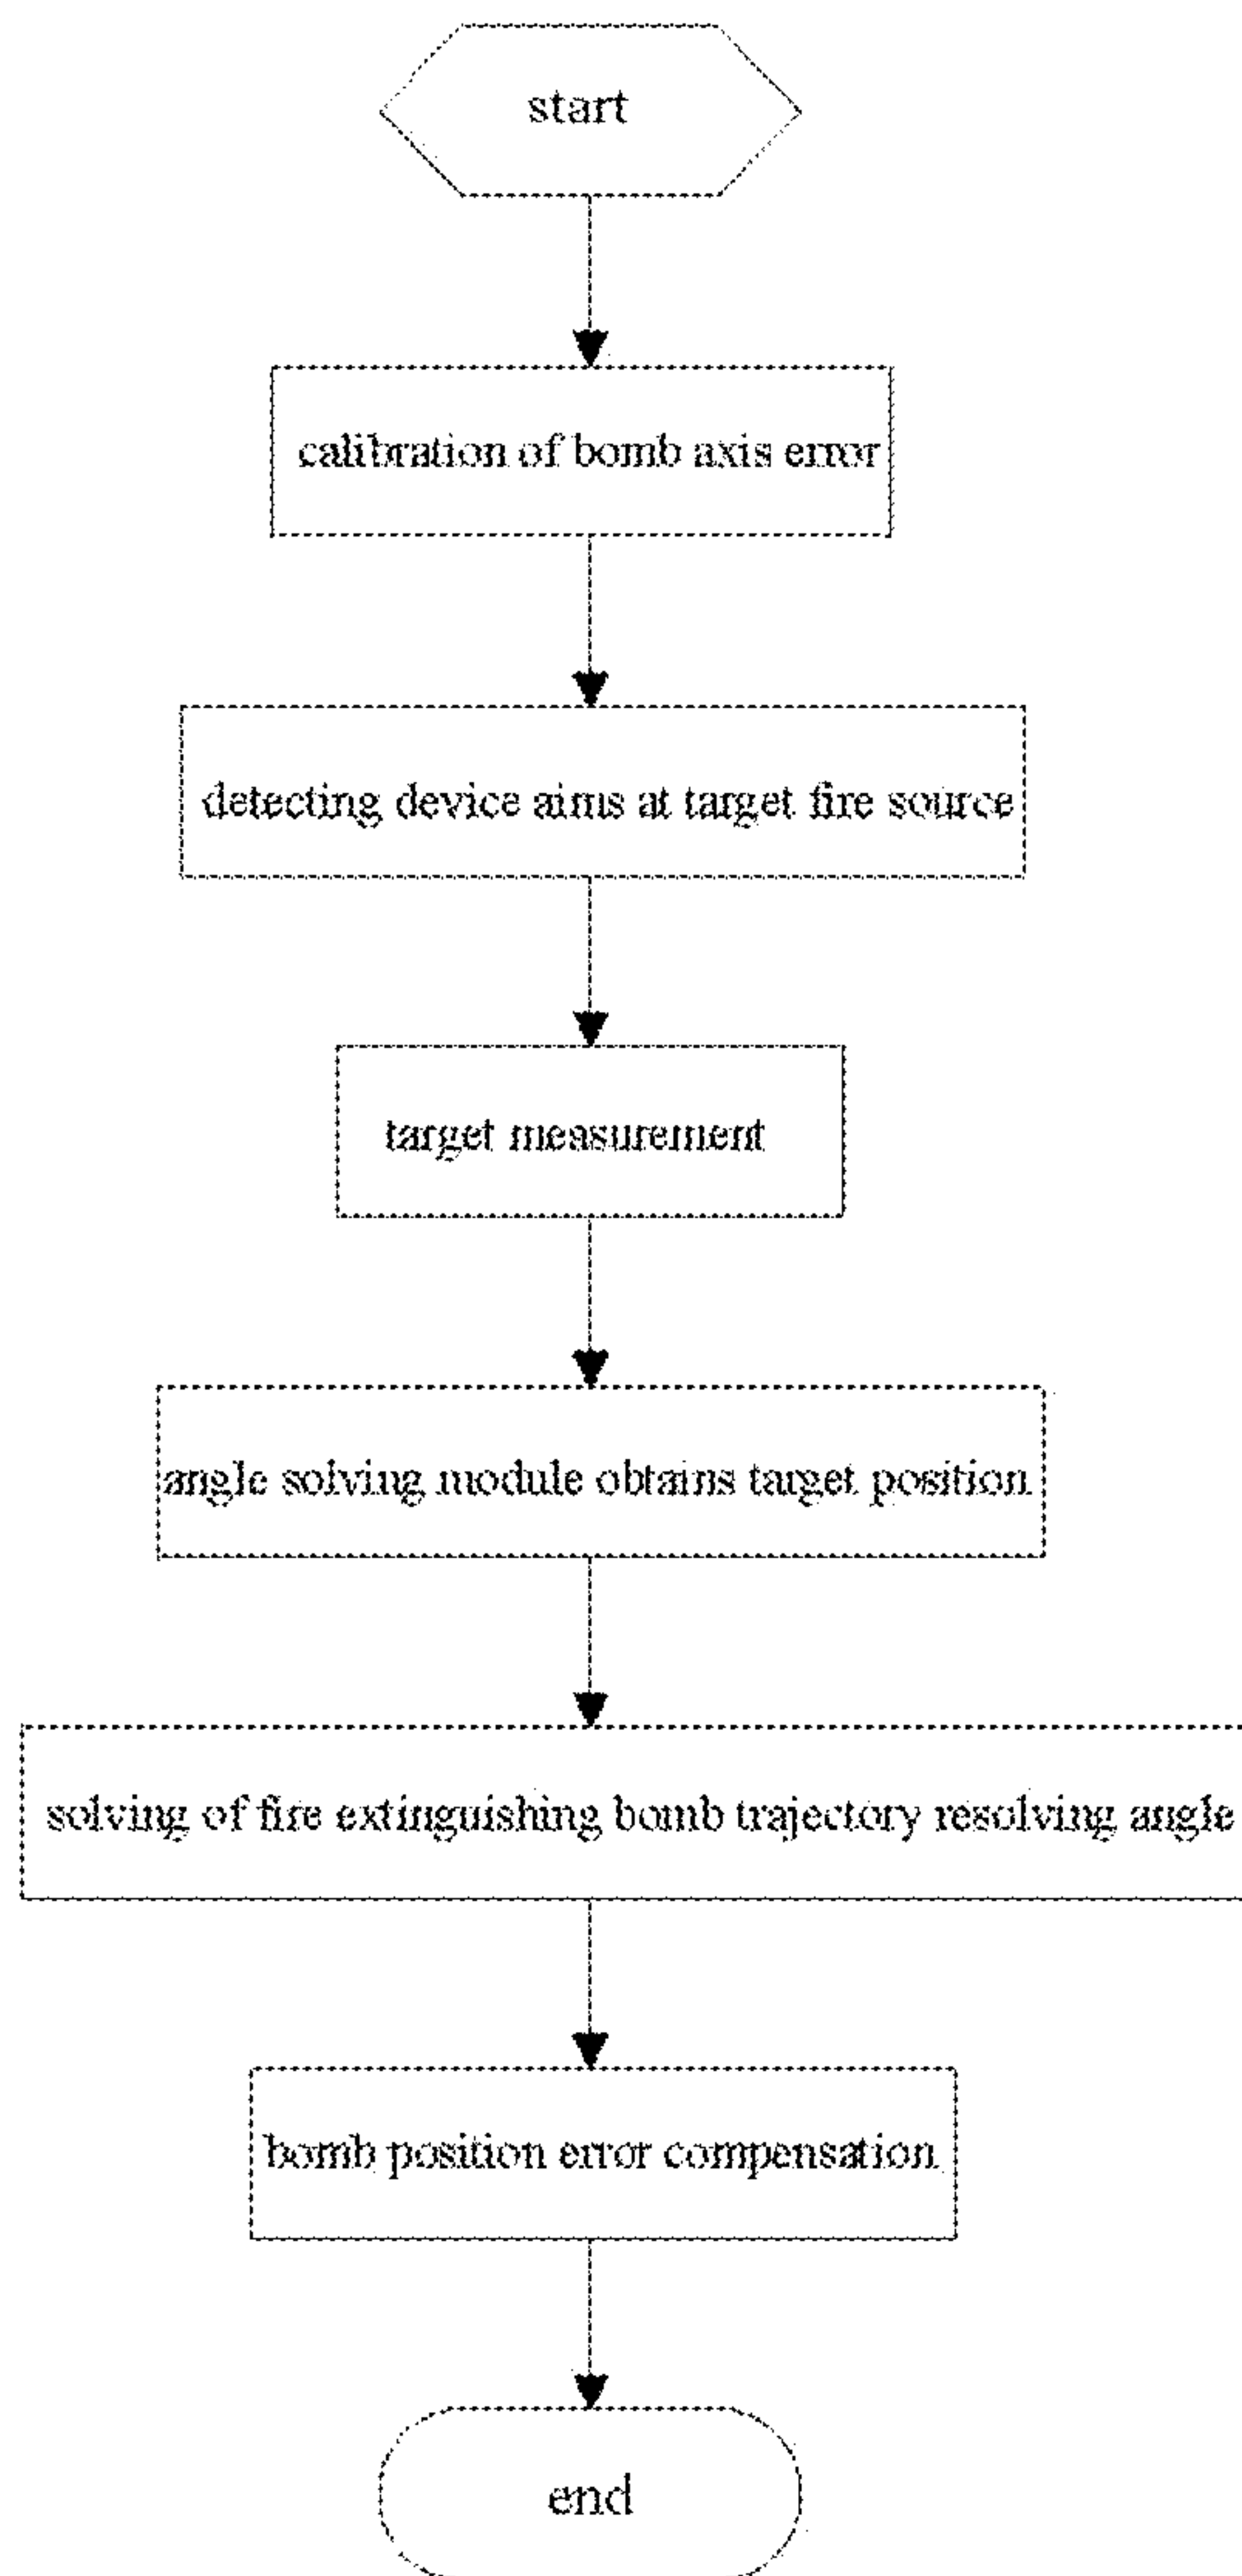 start
calibration of bomb axis error
detecting device aims at target fire source
target measurement
angle solving module obtains target position
solving of fire extinguishing bomb trajectory resolving angle
bomb position error compensation
end